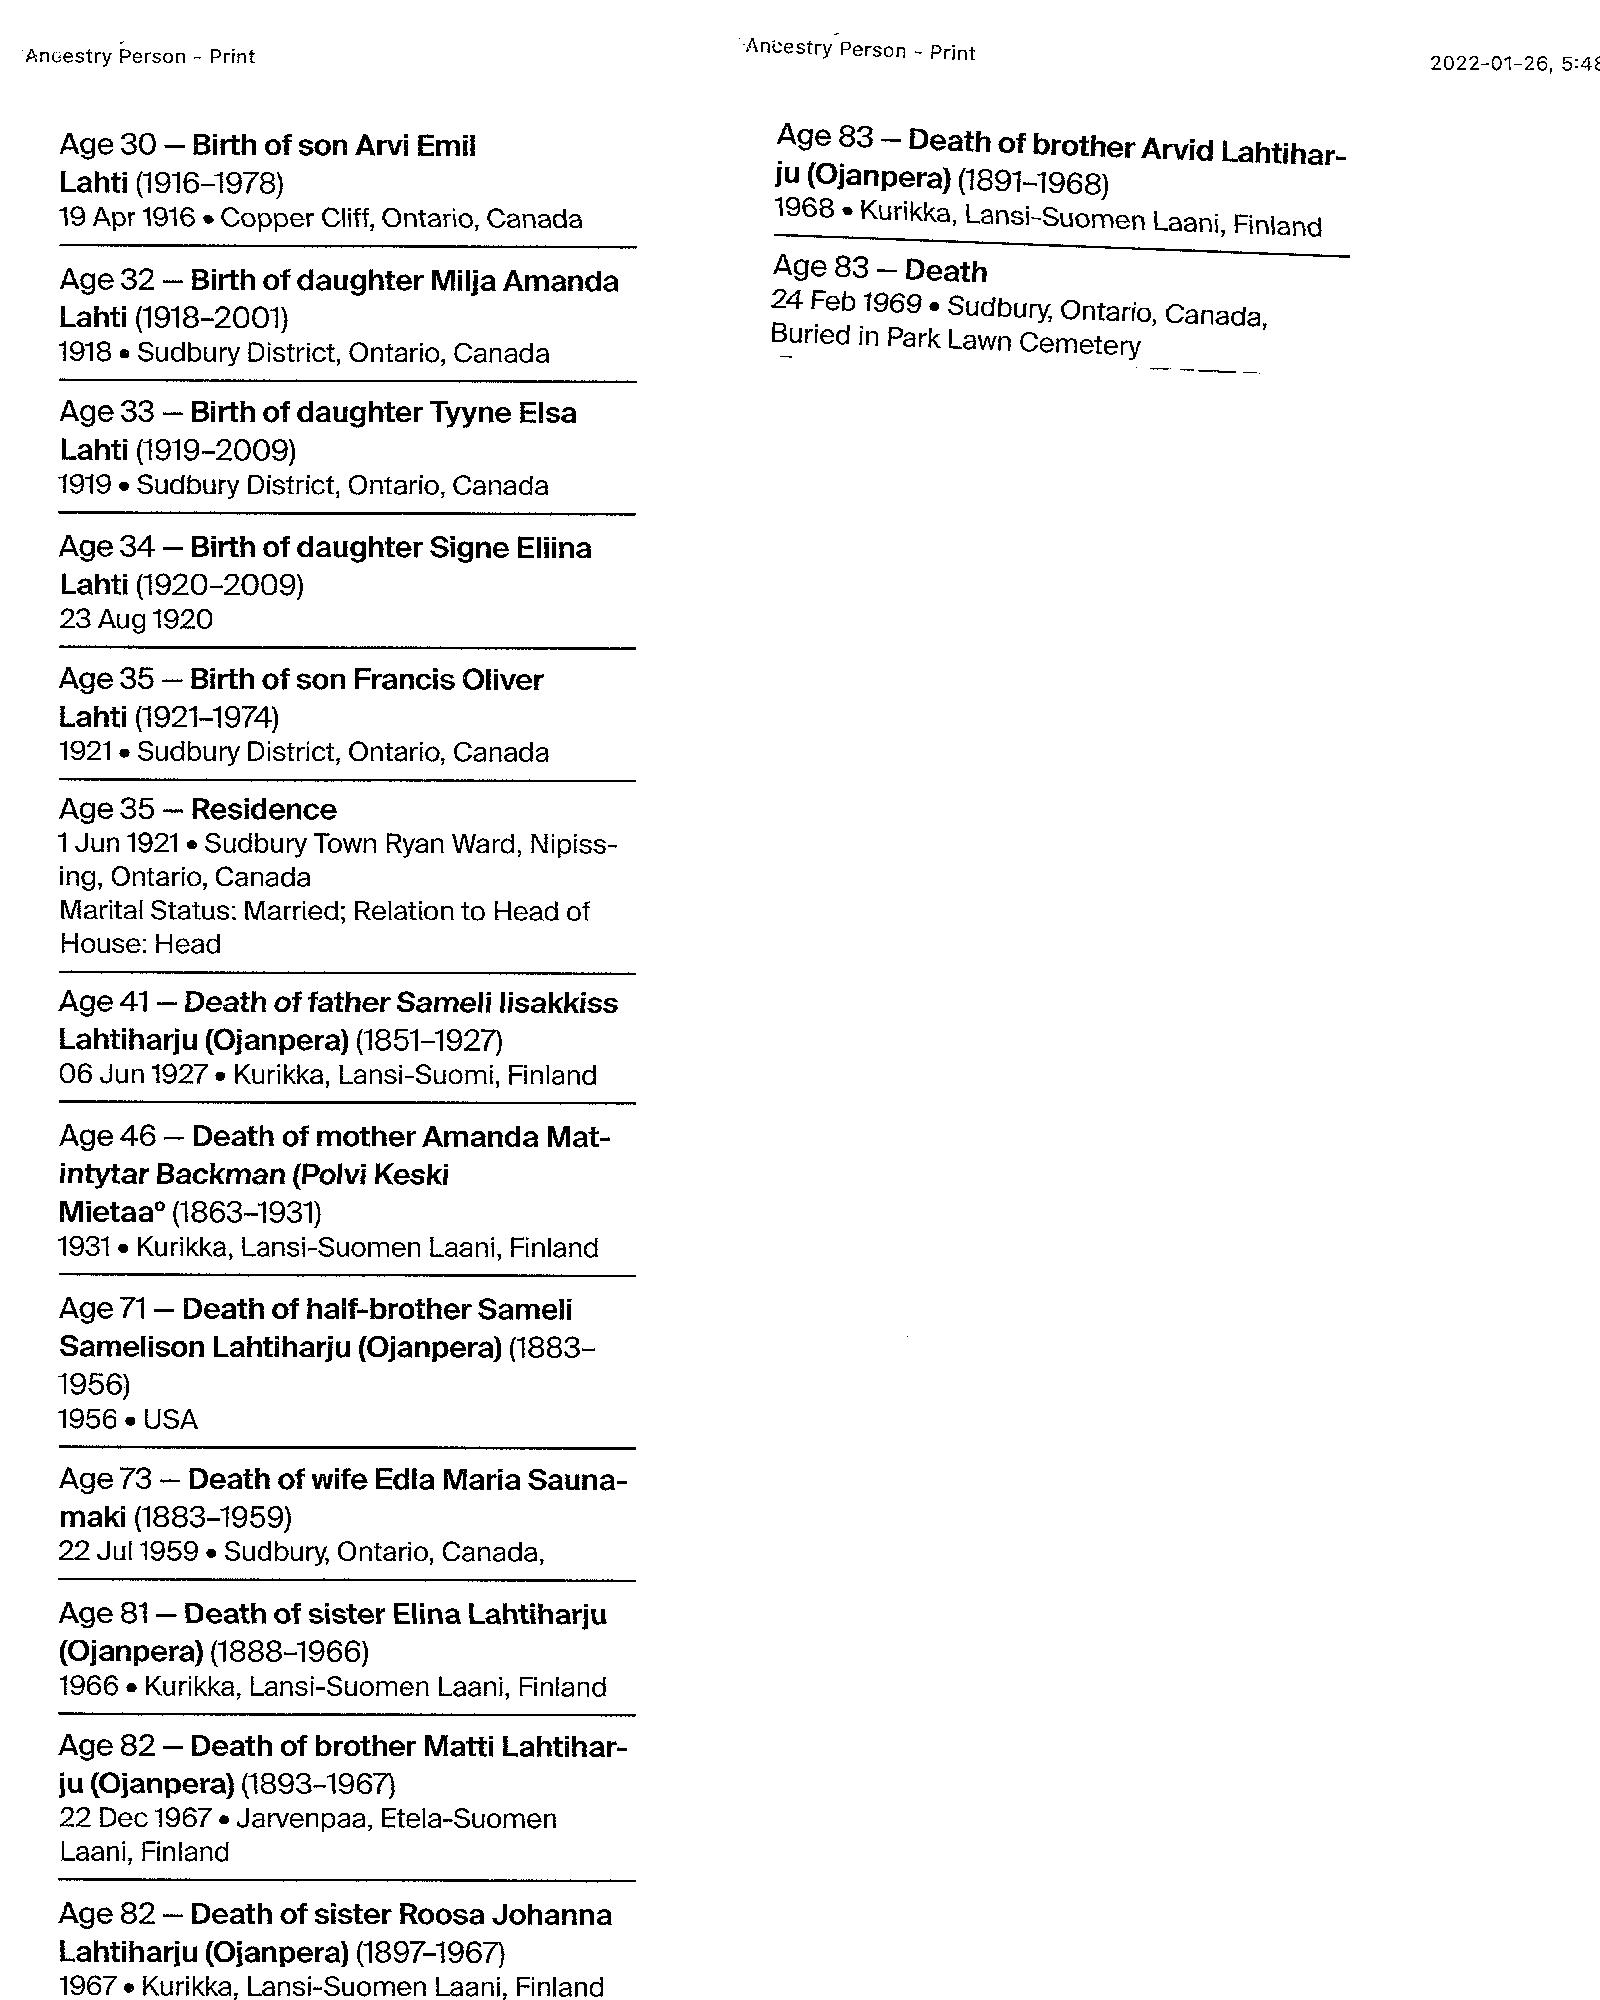 Ancestry Person - Print
Age 30 — Birth of son Arvi Emil
Lahti (1916–1978)
19 Apr 1916 • Copper Cliff, Ontario, Canada
Age 32 — Birth of daughter Milja Amanda
Lahti (1918–2001)
1918 • Sudbury District, Ontario, Canada
Age 33 — Birth of daughter Tyyne Elsa
Lahti (1919–2009)
1919 • Sudbury District, Ontario, Canada
Age 34 — Birth of daughter Signe Eliina
Lahti (1920–2009)
23 Aug 1920
Age 35 — Birth of son Francis Oliver
Lahti (1921–1974)
1921 • Sudbury District, Ontario, Canada
Age 35 — Residence
1 Jun 1921 • Sudbury Town Ryan Ward, Nipiss-
ing, Ontario, Canada
Marital Status: Married; Relation to Head of
House: Head
Age 41 — Death of father Sameli Iisakkiss
Lahtiharju (Ojanpera) (1851–1927)
06 Jun 1927 • Kurikka, Lansi-Suomi, Finland
Age 46 — Death of mother Amanda Mat-
intytar Backman (Polvi Keski
Mietaaº (1863–1931)
1931 • Kurikka, Lansi-Suomen Laani, Finland
Age 71 — Death of half-brother Sameli
Samelison Lahtiharju (Ojanpera) (1883–
1956)
1956 • USA
Age 73 — Death of wife Edla Maria Sauna-
maki (1883–1959)
22 Jul 1959 • Sudbury, Ontario, Canada,
Age 81 — Death of sister Elina Lahtiharju
(Ojanpera) (1888–1966)
1966 • Kurikka, Lansi-Suomen Laani, Finland
Age 82 — Death of brother Matti Lahtihar-
ju (Ojanpera) (1893–1967)
22 Dec 1967 • Jarvenpaa, Etela-Suomen
Laani, Finland
Age 82 — Death of sister Roosa Johanna
Lahtiharju (Ojanpera) (1897–1967)
1967 • Kurikka, Lansi-Suomen Laani, Finland
Ancestry Person - Print
2022-01-26, 5:48
Age 83 — Death of brother Arvid Lahtihar-
ju (Ojanpera) (1891–1968)
1968 • Kurikka, Lansi-Suomen Laani, Finland
Age 83 — Death
24 Feb 1969 • Sudbury, Ontario, Canada,
Buried in Park Lawn Cemetery